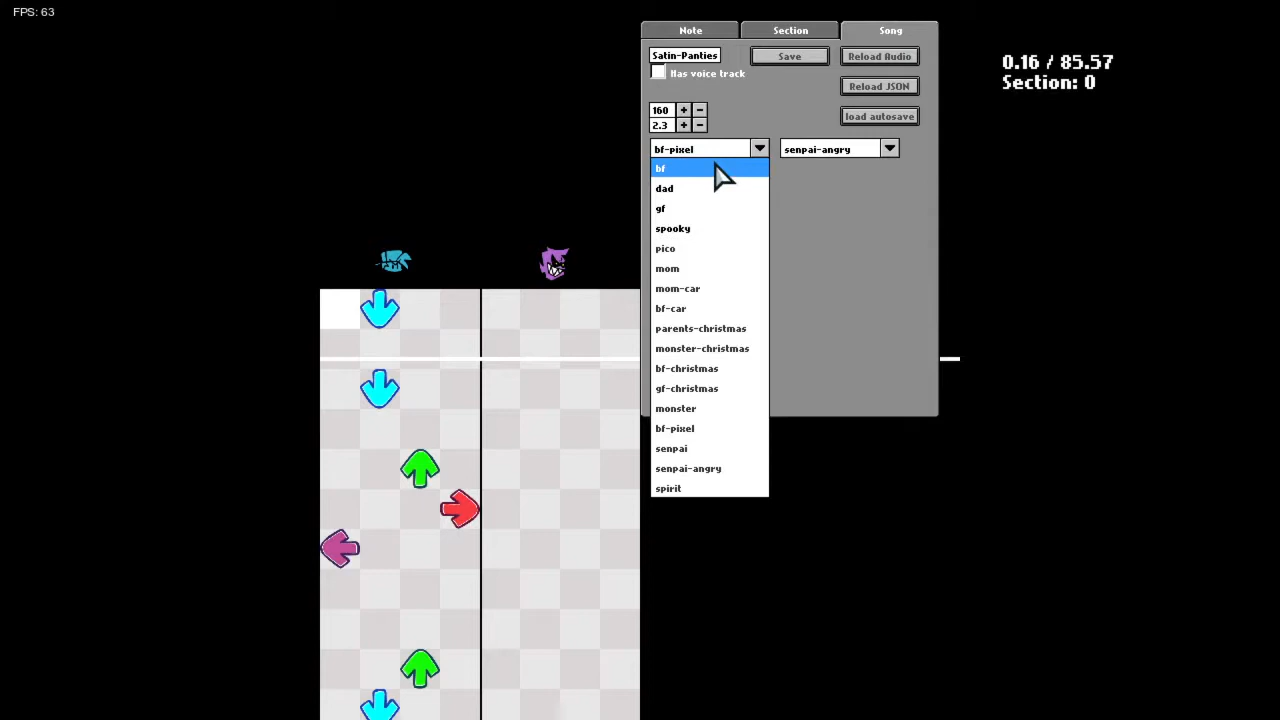 FPS: 63
Note Section Song
Satin-Panties Save Reload Audio
Has voice track
Reload JSON
160 + -
load autosave
2.3 + -
bf-pixel senpai-angry
bf
dad
gf
spooky
pico
mom
mom-car
bf-car
parents-christmas
monster-christmas
bf-christmas
gf-christmas
monster
bf-pixel
senpai
senpai-angry
spirit
0.16 / 85.57
Section: 0